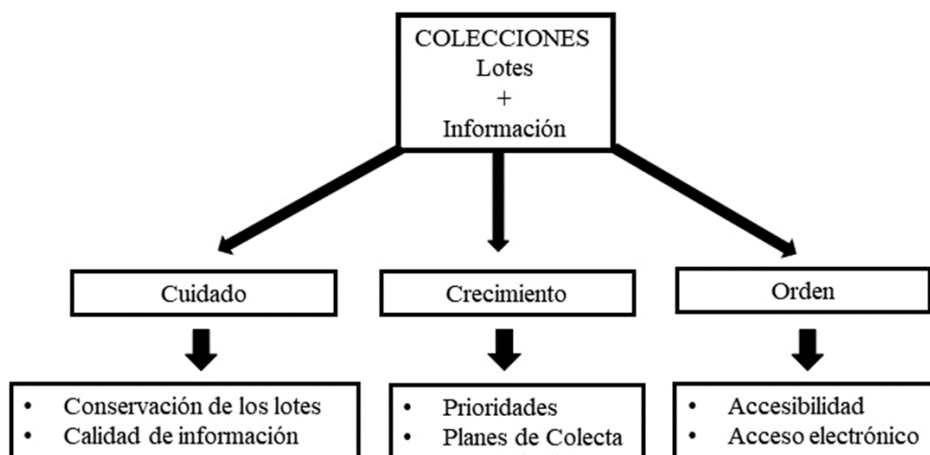 COLECCIONES
Lotes
+
Información
Cuidado
Crecimiento
Orden
• Conservación de los lotes
• Calidad de información
• Prioridades
• Planes de Colecta
• Accesibilidad
• Acceso electrónico